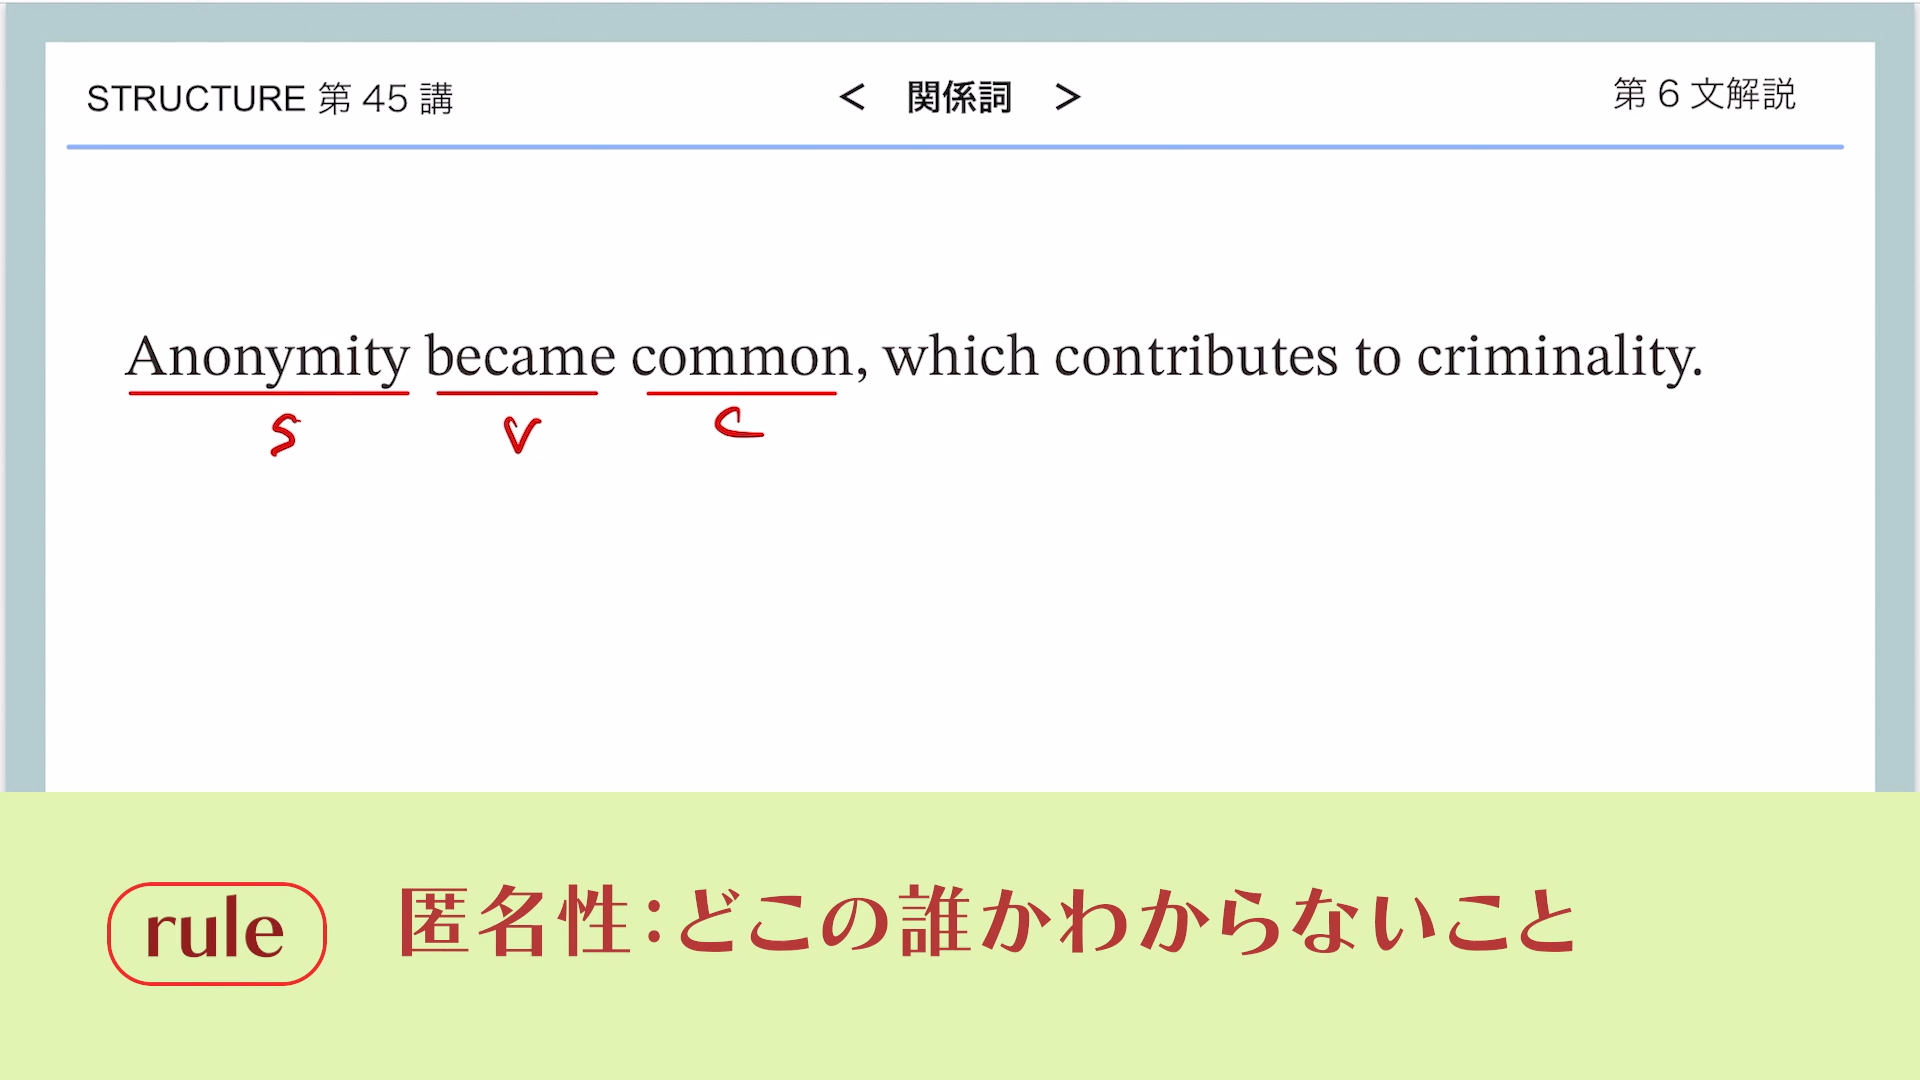 STRUCTURE 第 45 講
< 関係詞 >
第 6 文解説
Anonymity became common, which contributes to criminality.
S V C
rule 匿名性：どこの誰かわからないこと